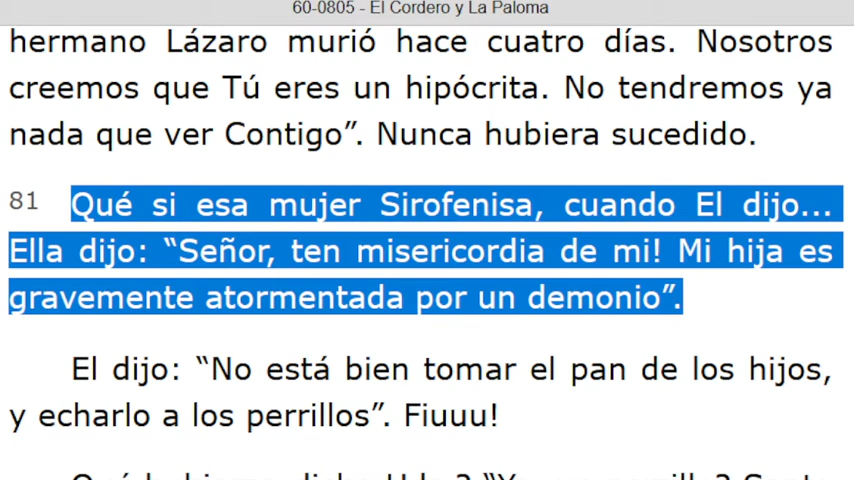 60-0805 - El Cordero y La Paloma
hermano Lázaro murió hace cuatro días. Nosotros
creemos que Tú eres un hipócrita. No tendremos ya
nada que ver Contigo”. Nunca hubiera sucedido.
81 Qué si esa mujer Sirofenisa, cuando El dijo...
Ella dijo: “Señor, ten misericordia de mi! Mi hija es
gravemente atormentada por un demonio”.
El dijo: “No está bien tomar el pan de los hijos,
y echarlo a los perrillos”. Fiuuu!